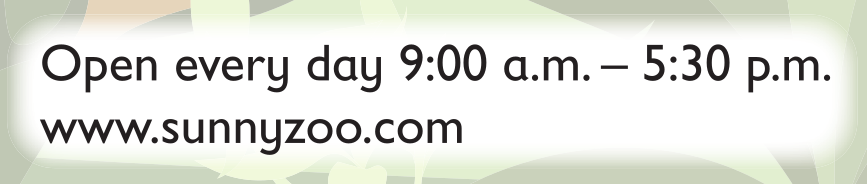 Open every day 9:00 a.m. – 5:30 p.m.
www.sunnyzoo.com